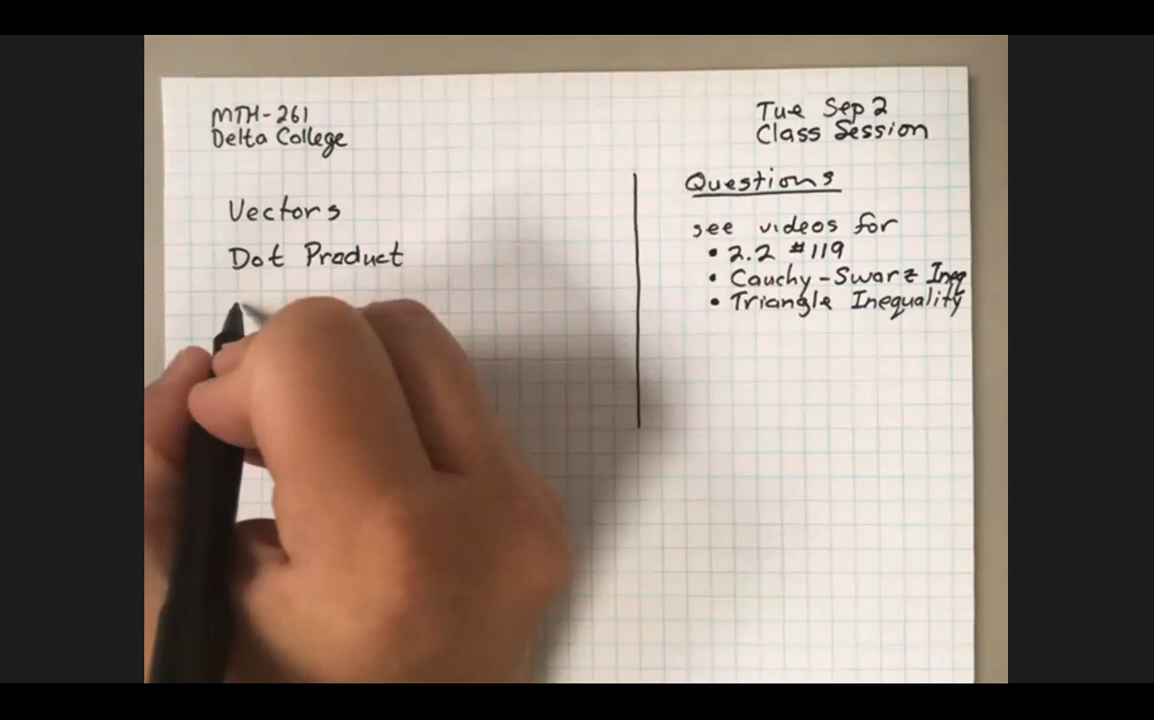 MTH-261
Delta College
Tue Sep 2
Class Session
Vectors
Dot Product
Questions
see videos for
• 2.2 #119
• Cauchy-Swarz Ineq
• Triangle Inequality